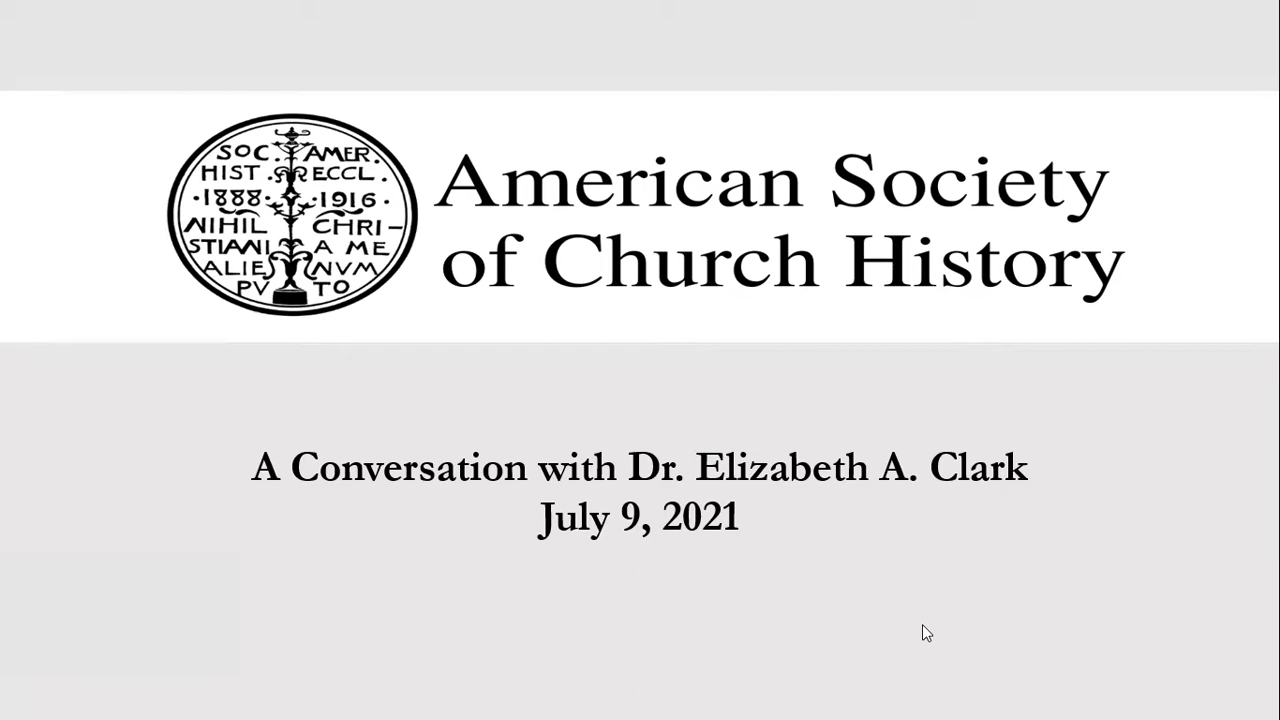 SOC. AMER.
HIST. ECCL.
·1888· ·1916·
NIHIL CHRI–
STIANI A ME
ALIENVM
PVTO
American Society
of Church History
A Conversation with Dr. Elizabeth A. Clark
July 9, 2021